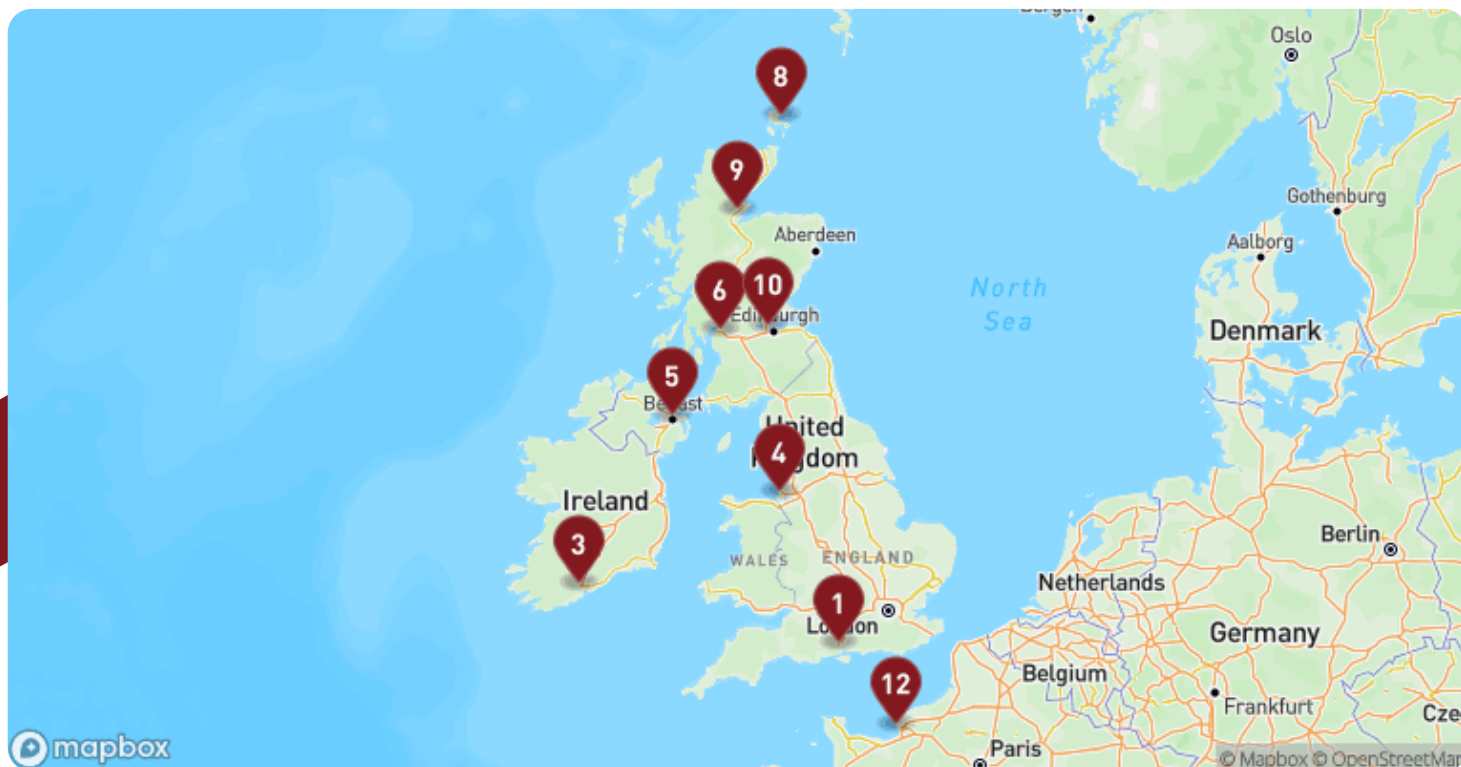 Bergen
Oslo
8
9
Gothenburg
Aalborg
Aberdeen
6
10
Edinburgh
North
Sea
Denmark
5
Belfast
United
Kingdom
4
Ireland
3
WALES
ENGLAND
Berlin
Netherlands
1
London
Germany
12
Belgium
Frankfurt
Cze
Paris
mapbox
© Mapbox © OpenStreetMap